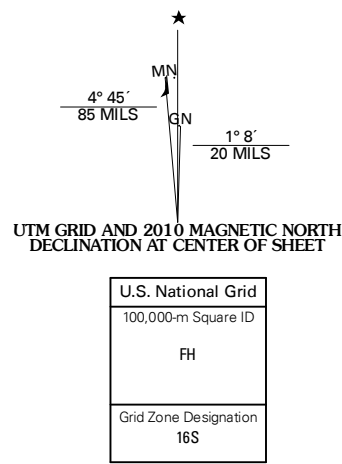 MN
4° 45´
85 MILS
GN
1° 8´
20 MILS
UTM GRID AND 2010 MAGNETIC NORTH
DECLINATION AT CENTER OF SHEET
U.S. National Grid
100,000-m Square ID
FH
Grid Zone Designation
16S